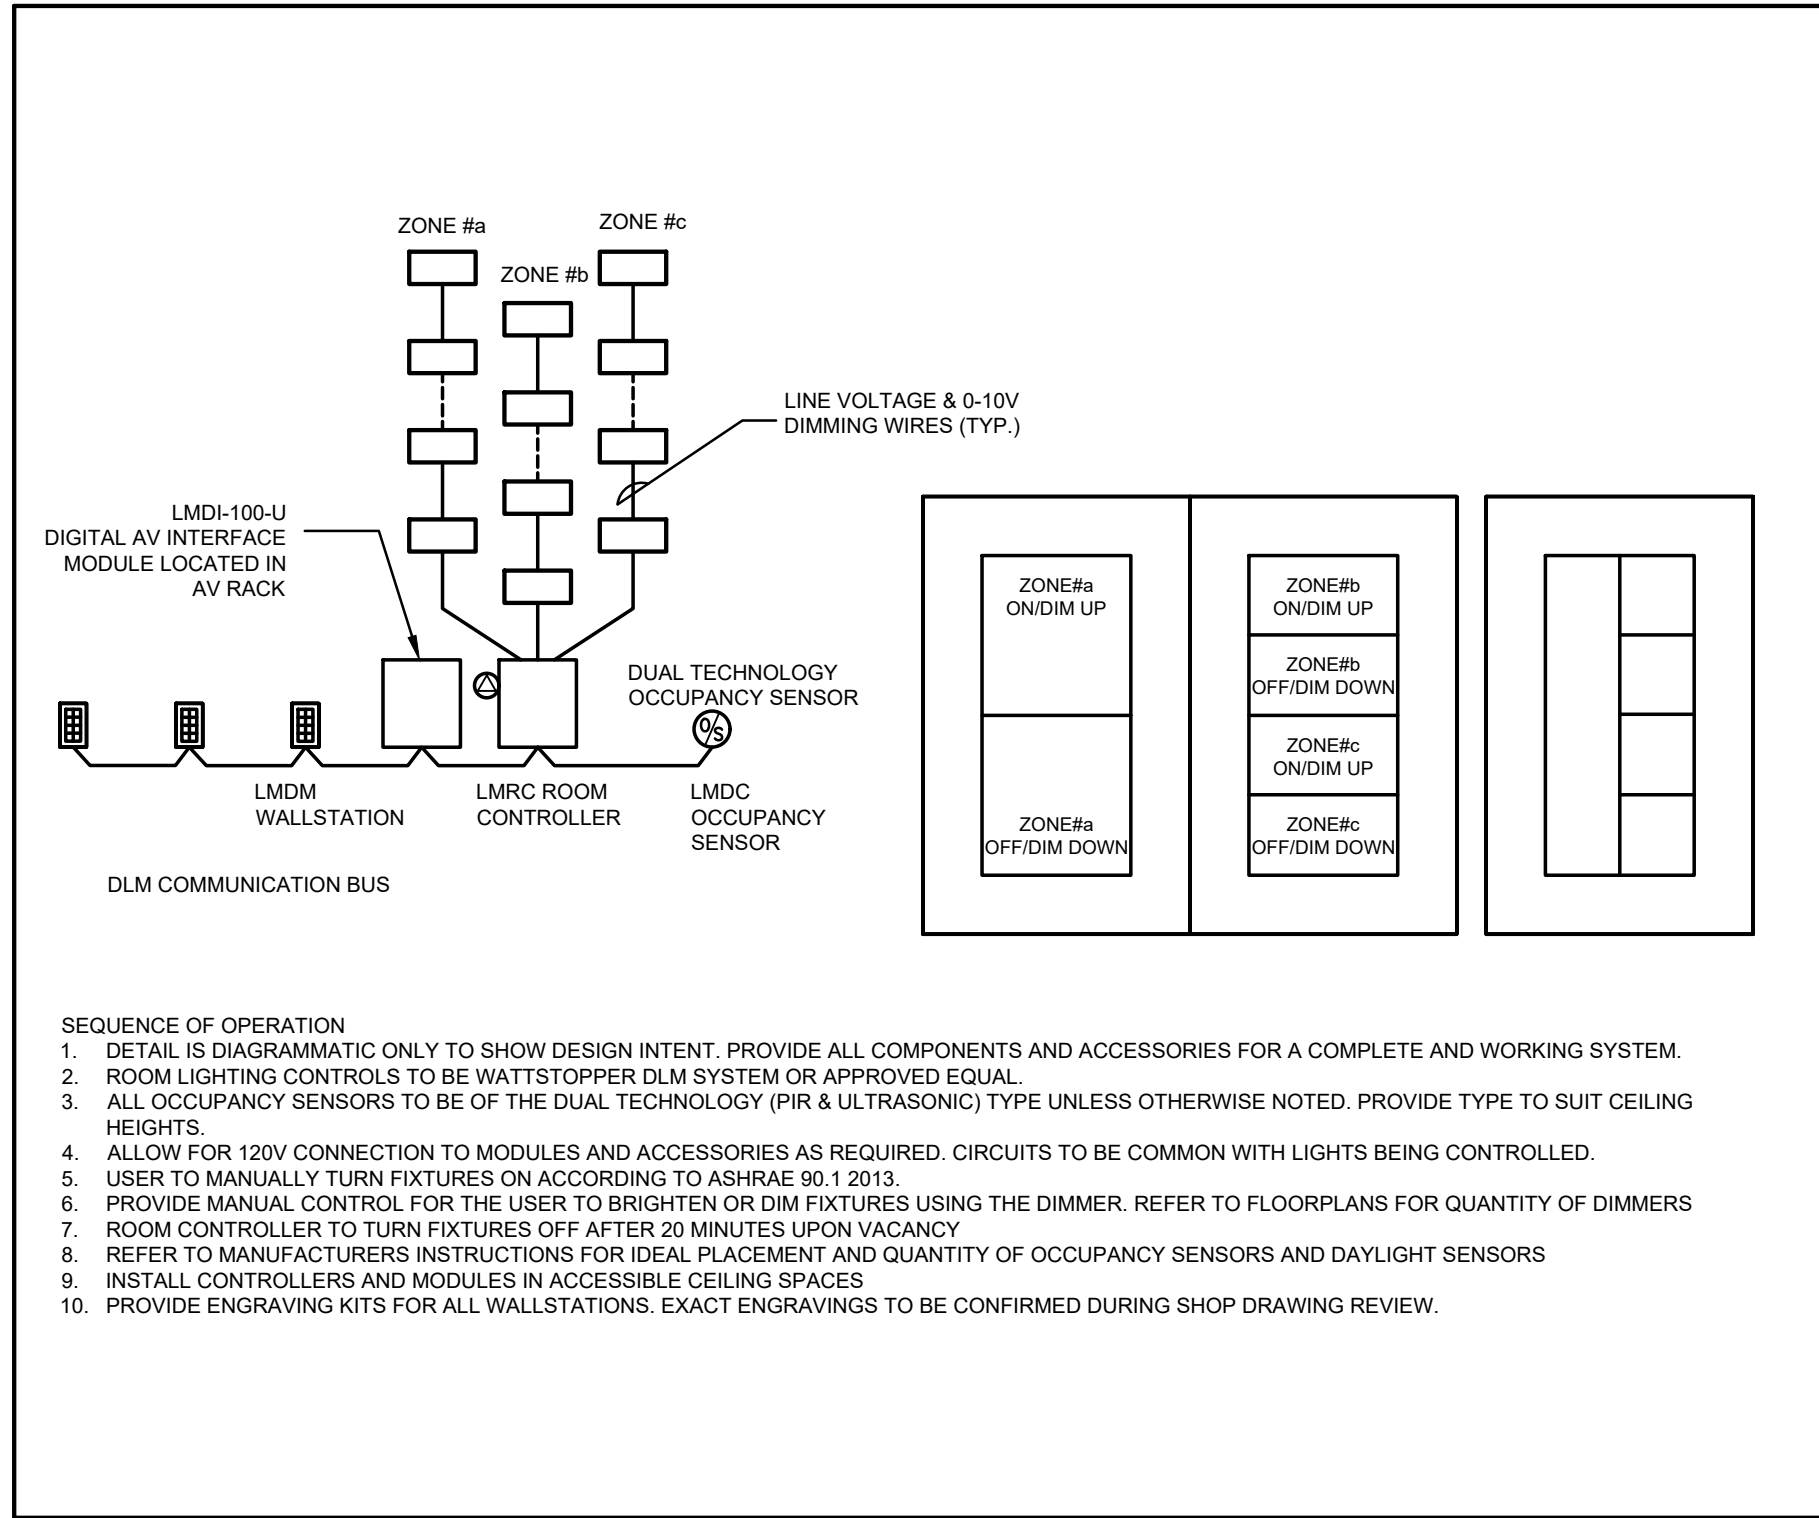 ZONE #a
ZONE #c
ZONE #b
LINE VOLTAGE & 0-10V
DIMMING WIRES (TYP.)
LMDI-100-U
DIGITAL AV INTERFACE
MODULE LOCATED IN
AV RACK
DUAL TECHNOLOGY
OCCUPANCY SENSOR
O/S
LMDM
WALLSTATION
LMRC ROOM
CONTROLLER
LMDC
OCCUPANCY
SENSOR
DLM COMMUNICATION BUS
ZONE#a
ON/DIM UP
ZONE#a
OFF/DIM DOWN
ZONE#b
ON/DIM UP
ZONE#b
OFF/DIM DOWN
ZONE#c
ON/DIM UP
ZONE#c
OFF/DIM DOWN
SEQUENCE OF OPERATION
1. DETAIL IS DIAGRAMMATIC ONLY TO SHOW DESIGN INTENT. PROVIDE ALL COMPONENTS AND ACCESSORIES FOR A COMPLETE AND WORKING SYSTEM.
2. ROOM LIGHTING CONTROLS TO BE WATTSTOPPER DLM SYSTEM OR APPROVED EQUAL.
3. ALL OCCUPANCY SENSORS TO BE OF THE DUAL TECHNOLOGY (PIR & ULTRASONIC) TYPE UNLESS OTHERWISE NOTED. PROVIDE TYPE TO SUIT CEILING
HEIGHTS.
4. ALLOW FOR 120V CONNECTION TO MODULES AND ACCESSORIES AS REQUIRED. CIRCUITS TO BE COMMON WITH LIGHTS BEING CONTROLLED.
5. USER TO MANUALLY TURN FIXTURES ON ACCORDING TO ASHRAE 90.1 2013.
6. PROVIDE MANUAL CONTROL FOR THE USER TO BRIGHTEN OR DIM FIXTURES USING THE DIMMER. REFER TO FLOORPLANS FOR QUANTITY OF DIMMERS
7. ROOM CONTROLLER TO TURN FIXTURES OFF AFTER 20 MINUTES UPON VACANCY
8. REFER TO MANUFACTURERS INSTRUCTIONS FOR IDEAL PLACEMENT AND QUANTITY OF OCCUPANCY SENSORS AND DAYLIGHT SENSORS
9. INSTALL CONTROLLERS AND MODULES IN ACCESSIBLE CEILING SPACES
10. PROVIDE ENGRAVING KITS FOR ALL WALLSTATIONS. EXACT ENGRAVINGS TO BE CONFIRMED DURING SHOP DRAWING REVIEW.